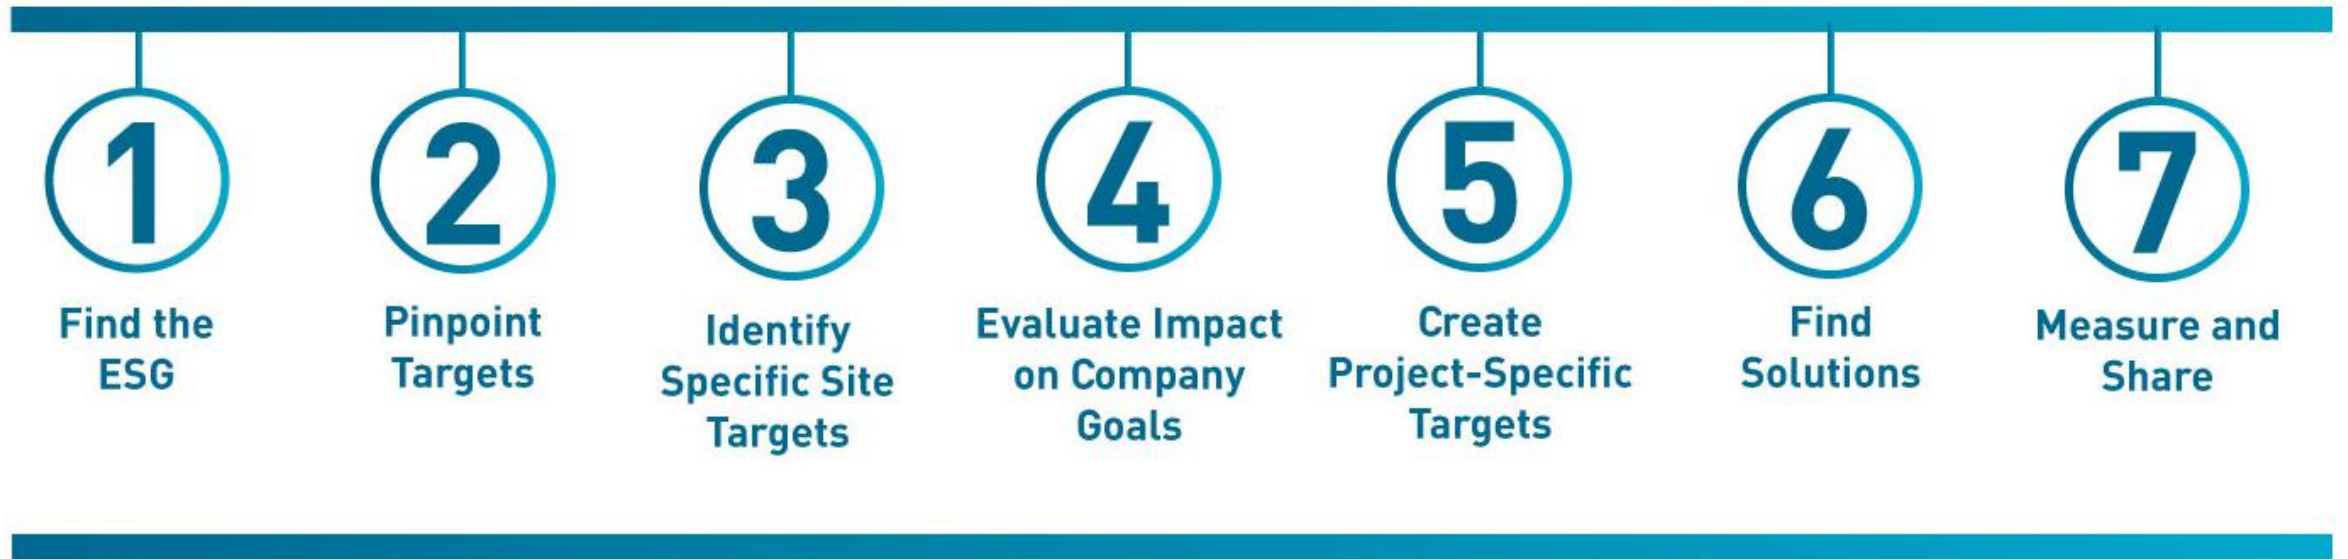 1
Find the
ESG
2
Pinpoint
Targets
3
Identify
Specific Site
Targets
4
Evaluate Impact
on Company
Goals
5
Create
Project-Specific
Targets
6
Find
Solutions
7
Measure and
Share